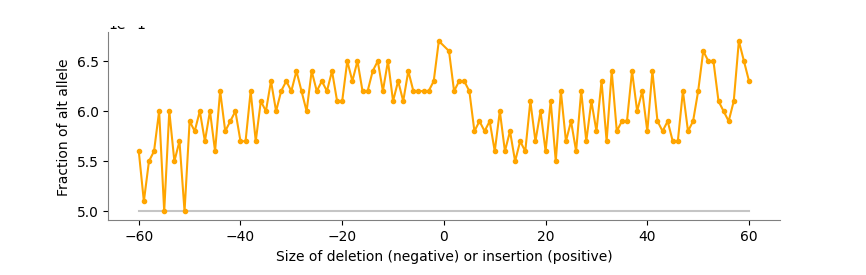 6.5
6.0
5.5
5.0
Fraction of alt allele
−60 −40 −20 0 20 40 60
Size of deletion (negative) or insertion (positive)